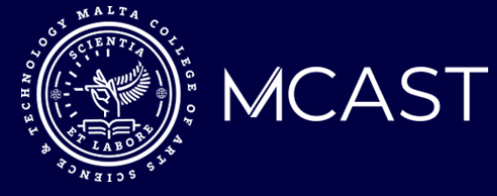 MALTA COLLEGE OF ARTS SCIENCE & TECHNOLOGY
SCIENTIA
ET LABORE
MCAST